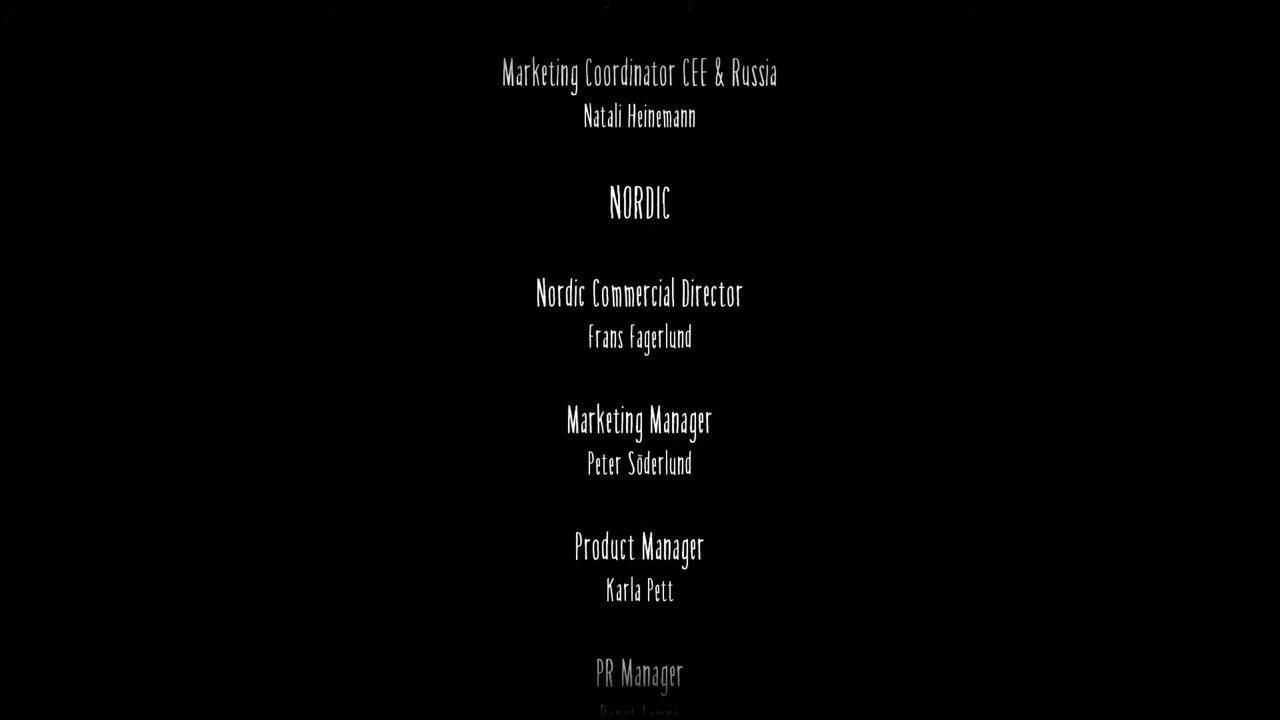 Marketing Coordinator CEE & Russia
Natali Heinemann
NORDIC
Nordic Commercial Director
Frans Fagerlund
Marketing Manager
Peter Söderlund
Product Manager
Karla Pett
PR Manager